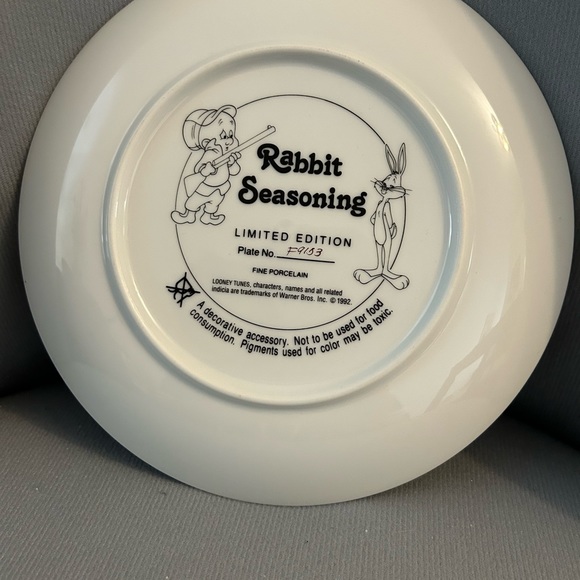 Rabbit
Seasoning
LIMITED EDITION
Plate No. F9153
FINE PORCELAIN
LOONEY TUNES, characters, names and all related
indicia are trademarks of Warner Bros. Inc. © 1992.
A decorative accessory. Not to be used for food
consumption. Pigments used for color may be toxic.